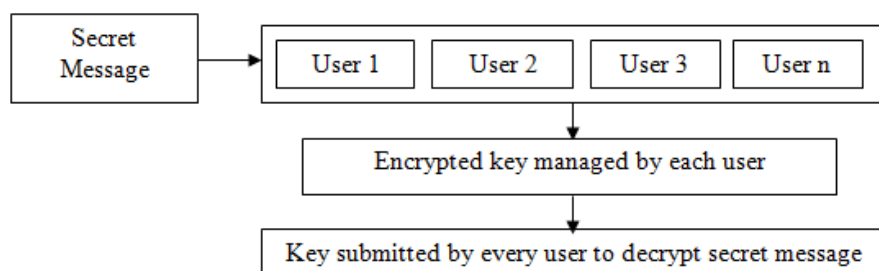 Secret
Message
User 1
User 2
User 3
User n
Encrypted key managed by each user
Key submitted by every user to decrypt secret message